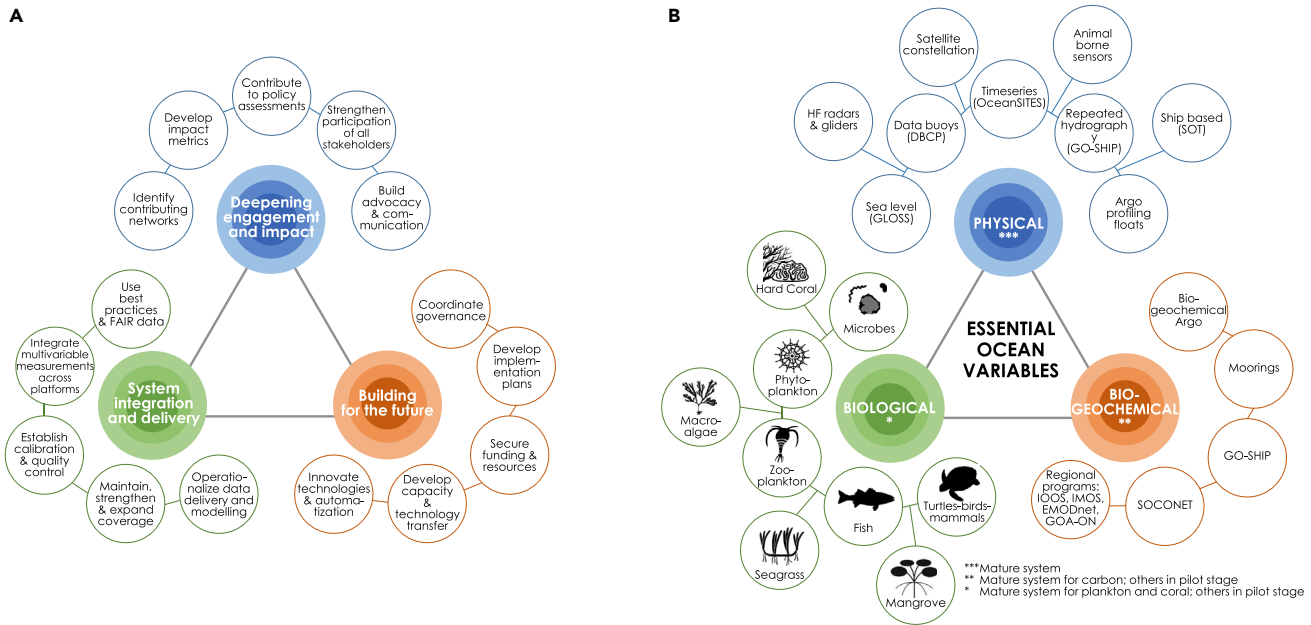 A
Contribute
to policy
assessments
Develop
impact
metrics
Strengthen
participation
of all
stakeholders
Identify
contributing
networks
Build
advocacy
& com-
munication
Deepening
engagement
and impact
Use
best
practices
& FAIR data
Integrate
multivariable
measurements
across
platforms
Establish
calibration
& quality
control
Maintain,
strengthen
& expand
coverage
Operatio-
nalize data
delivery and
modelling
System
integration
and delivery
Coordinate
governance
Develop
implem-
entation
plans
Secure
funding &
resources
Develop
capacity &
technology
transfer
Innovate
technologies
& automa-
tization
Building
for the future
B
Satellite
constellation
Animal
borne
sensors
Timeseries
(OceanSITES)
HF radars
& gliders
Data buoys
(DBCP)
Repeated
hydrograph
y
(GO-SHIP)
Ship based
(SOT)
Sea level
(GLOSS)
Argo
profiling
floats
PHYSICAL
***
Hard Coral
Microbes
Phyto-
plankton
Macro-
algae
Zoo-
plankton
Seagrass
Fish
Turtles-birds-
mammals
Mangrove
BIOLOGICAL
*
ESSENTIAL
OCEAN
VARIABLES
Bio-
geochemical
Argo
Moorings
GO-SHIP
SOCONET
Regional
programs:
IOOS, IMOS,
EMODnet,
GOA-ON
BIO-
GEOCHEMICAL
**
***Mature system
** Mature system for carbon; others in pilot stage
* Mature system for plankton and coral; others in pilot stage